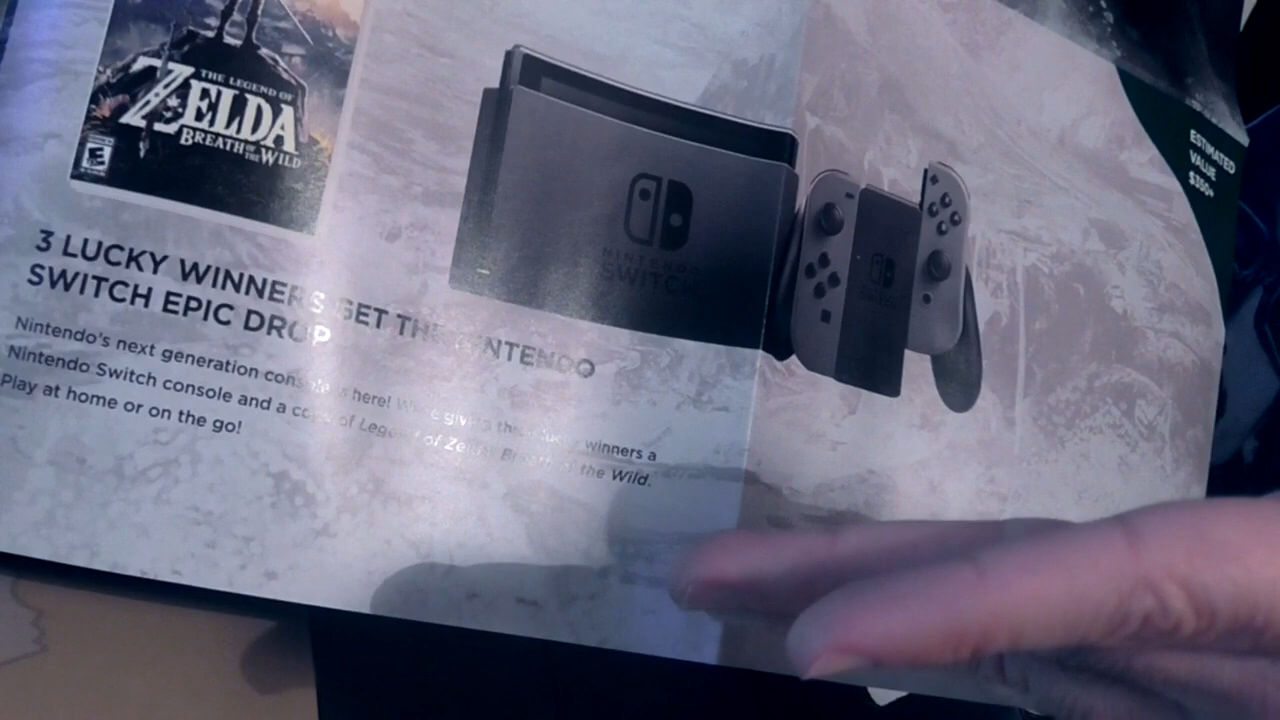 THE LEGEND OF
ZELDA
BREATH OF THE WILD
E
ESTIMATED
VALUE
$350+
NINTENDO
SWITCH
3 LUCKY WINNERS GET THE NINTENDO
SWITCH EPIC DROP
Nintendo's next generation console is here! We're giving three lucky winners a
Nintendo Switch console and a copy of Legend of Zelda: Breath of the Wild.
Play at home or on the go!